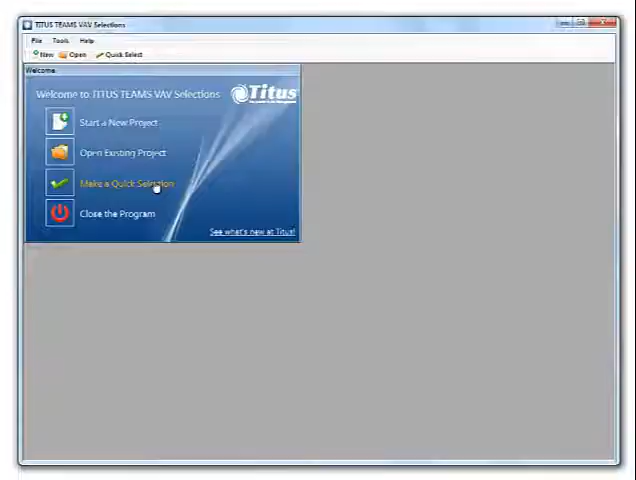 TITUS TEAMS VAV Selections
File Tools Help
New Open Quick Select
Welcome
Welcome to TITUS TEAMS VAV Selections
Titus
Start a New Project
Open Existing Project
Make a Quick Selection
Close the Program
See what's new at Titus!